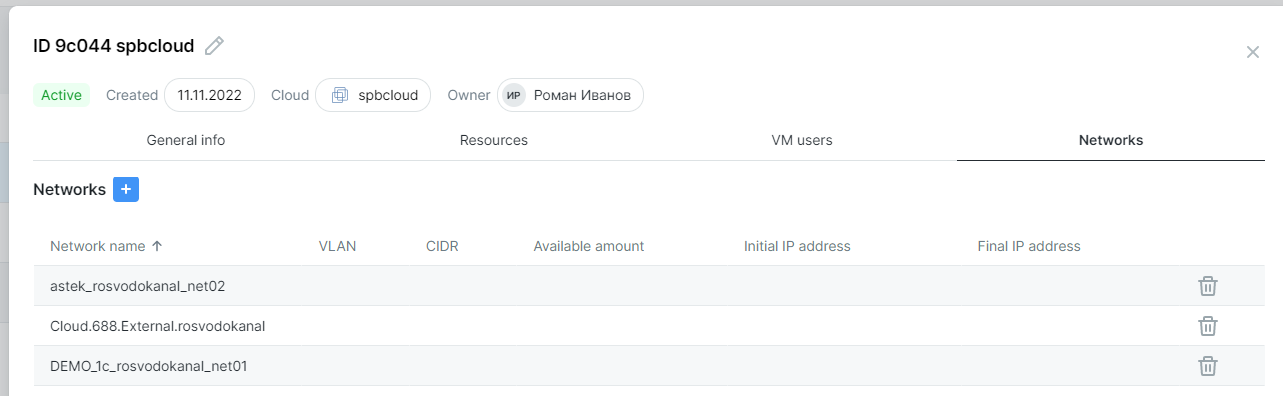 ID 9c044 spbcloud
Active Created 11.11.2022 Cloud spbcloud Owner ИР Роман Иванов
General info Resources VM users Networks
Networks +
Network name ↑ VLAN CIDR Available amount Initial IP address Final IP address
astek_rosvodokanal_net02
Cloud.688.External.rosvodokanal
DEMO_1c_rosvodokanal_net01